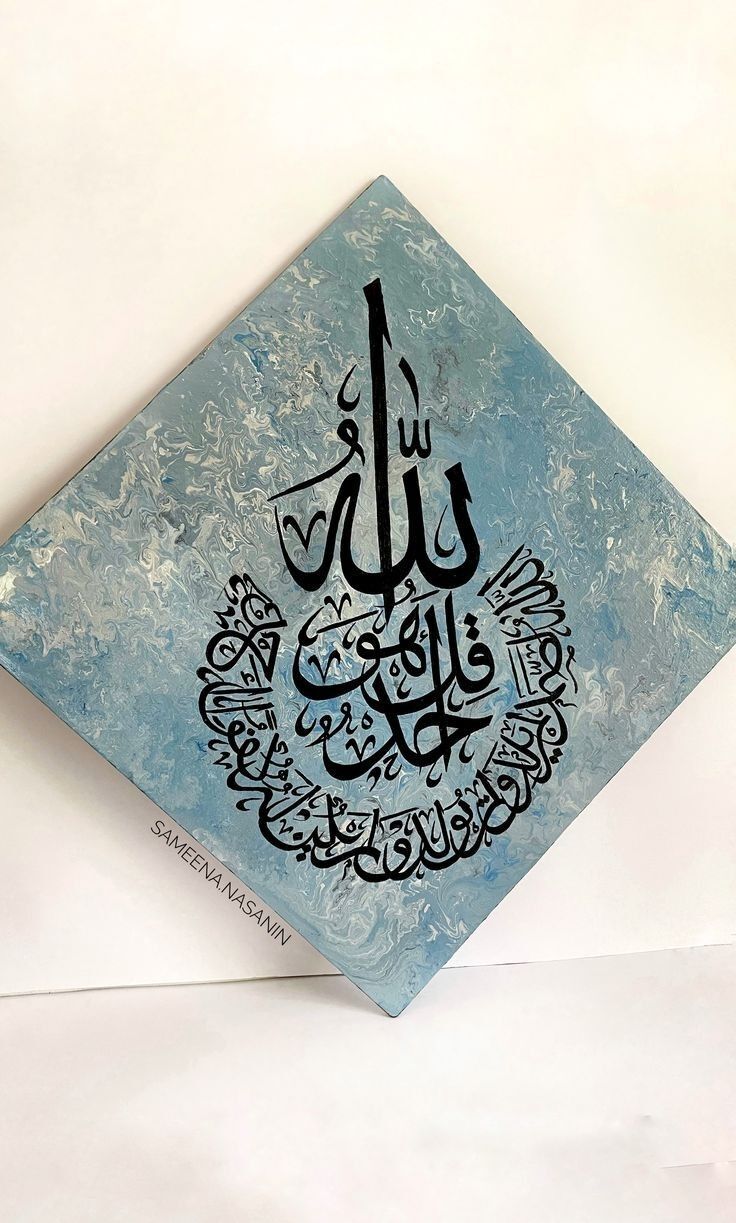 قل هو الله أحد
الله الصمد لم يلد ولم يولد ولم يكن له كفوا أحد
SAMEENA.NASANIN